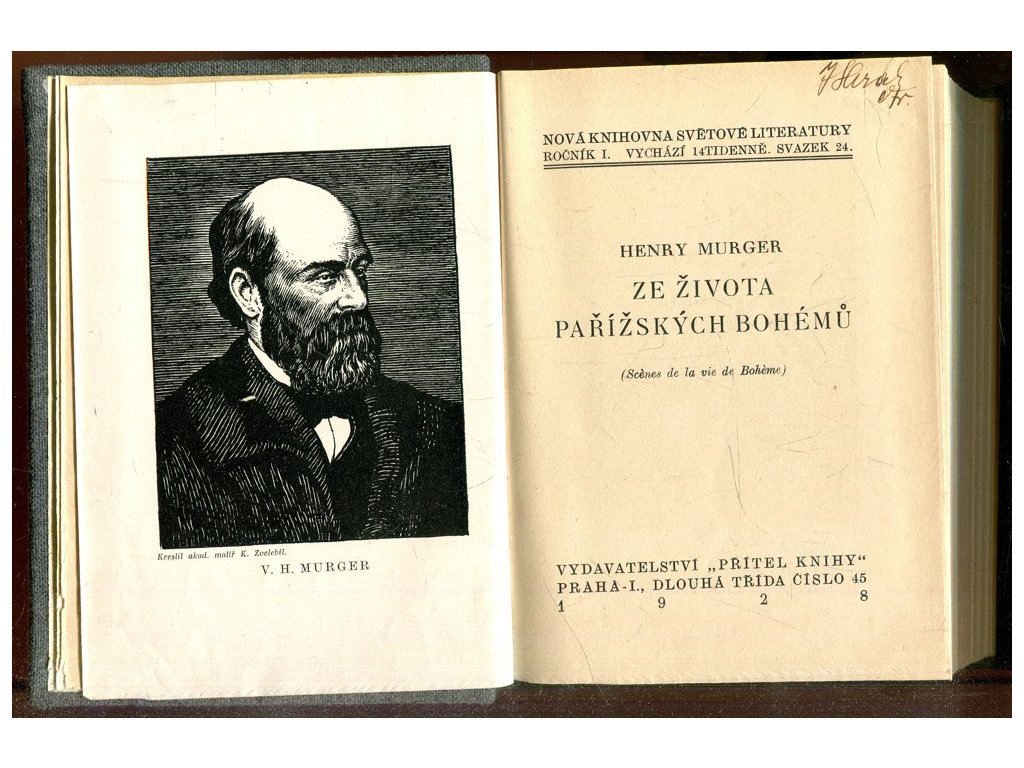 Kreslil akad. malíř K. Zvelebil.
V. H. MURGER
NOVÁ KNIHOVNA SVĚTOVÉ LITERATURY
ROČNÍK I. VYCHÁZÍ 14TIDENNĚ. SVAZEK 24.
HENRY MURGER
ZE ŽIVOTA
PAŘÍŽSKÝCH BOHÉMŮ
(Scènes de la vie de Bohème)
VYDAVATELSTVÍ „PŘÍTEL KNIHY“
PRAHA-I., DLOUHÁ TŘÍDA ČÍSLO 45
1 9 2 8